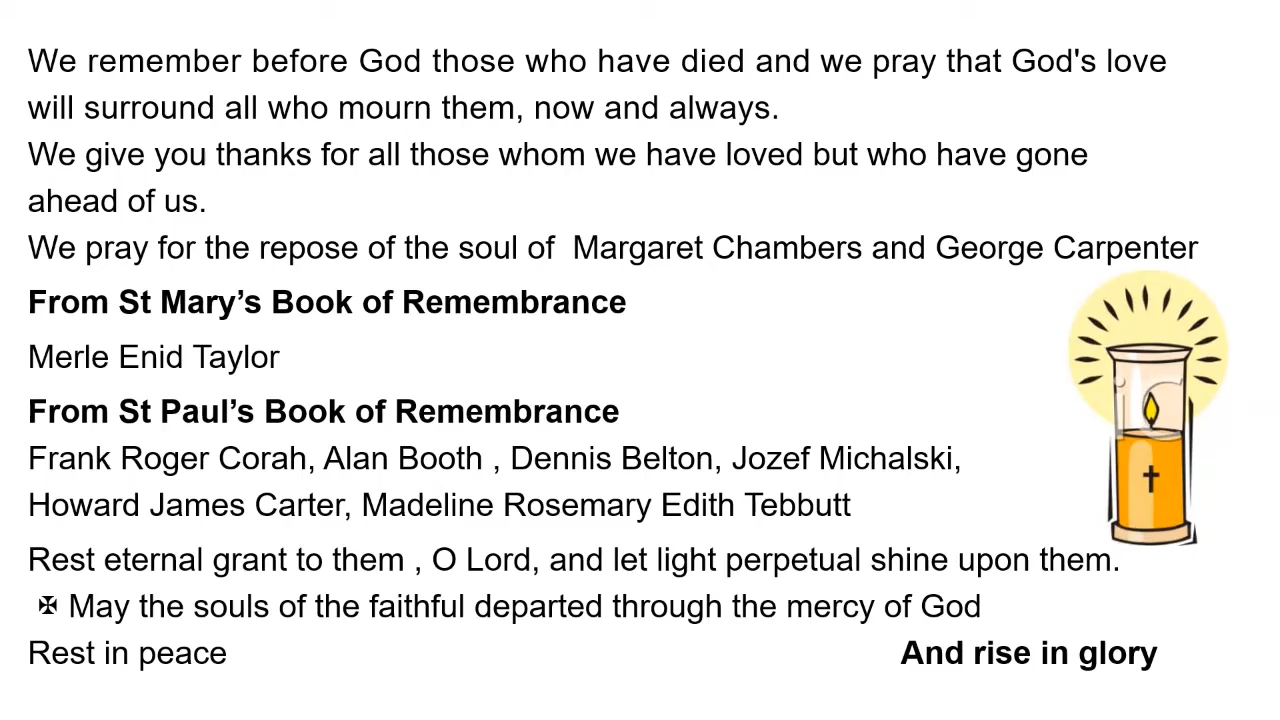 We remember before God those who have died and we pray that God's love
will surround all who mourn them, now and always.
We give you thanks for all those whom we have loved but who have gone
ahead of us.
We pray for the repose of the soul of  Margaret Chambers and George Carpenter
From St Mary’s Book of Remembrance
Merle Enid Taylor
From St Paul’s Book of Remembrance
Frank Roger Corah, Alan Booth , Dennis Belton, Jozef Michalski,
Howard James Carter, Madeline Rosemary Edith Tebbutt
Rest eternal grant to them , O Lord, and let light perpetual shine upon them.
✠ May the souls of the faithful departed through the mercy of God
Rest in peace And rise in glory